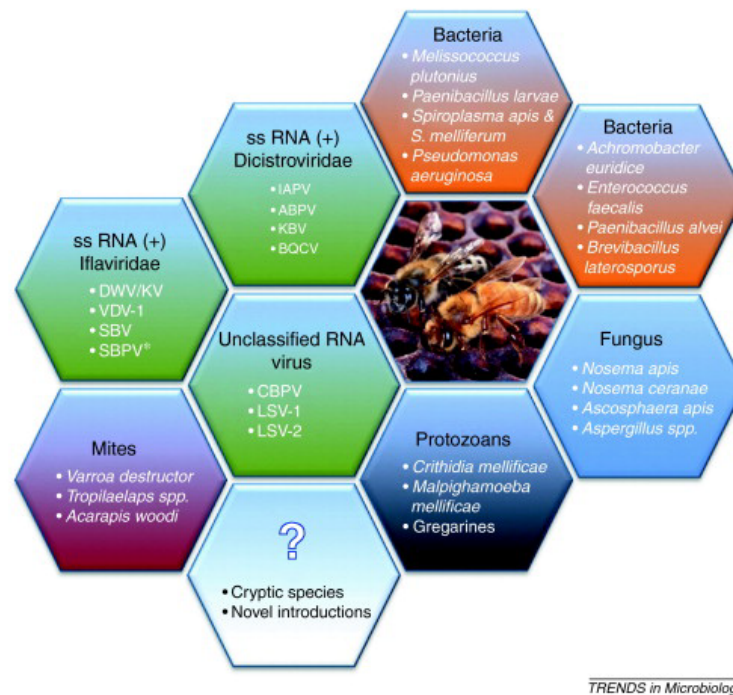 Bacteria
• Melissococcus
plutonius
• Paenibacillus larvae
• Spiroplasma apis &
S. melliferum
• Pseudomonas
aeruginosa
Bacteria
• Achromobacter
euridice
• Enterococcus
faecalis
• Paenibacillus alvei
• Brevibacillus
laterosporus
ss RNA (+)
Dicistroviridae
• IAPV
• ABPV
• KBV
• BQCV
ss RNA (+)
Iflaviridae
• DWV/KV
• VDV-1
• SBV
• SBPV*
Unclassified RNA
virus
• CBPV
• LSV-1
• LSV-2
Fungus
• Nosema apis
• Nosema ceranae
• Ascosphaera apis
• Aspergillus spp.
Mites
• Varroa destructor
• Tropilaelaps spp.
• Acarapis woodi
Protozoans
• Crithidia mellificae
• Malpighamoeba
mellificae
• Gregarines
?
• Cryptic species
• Novel introductions
TRENDS in Microbiolog